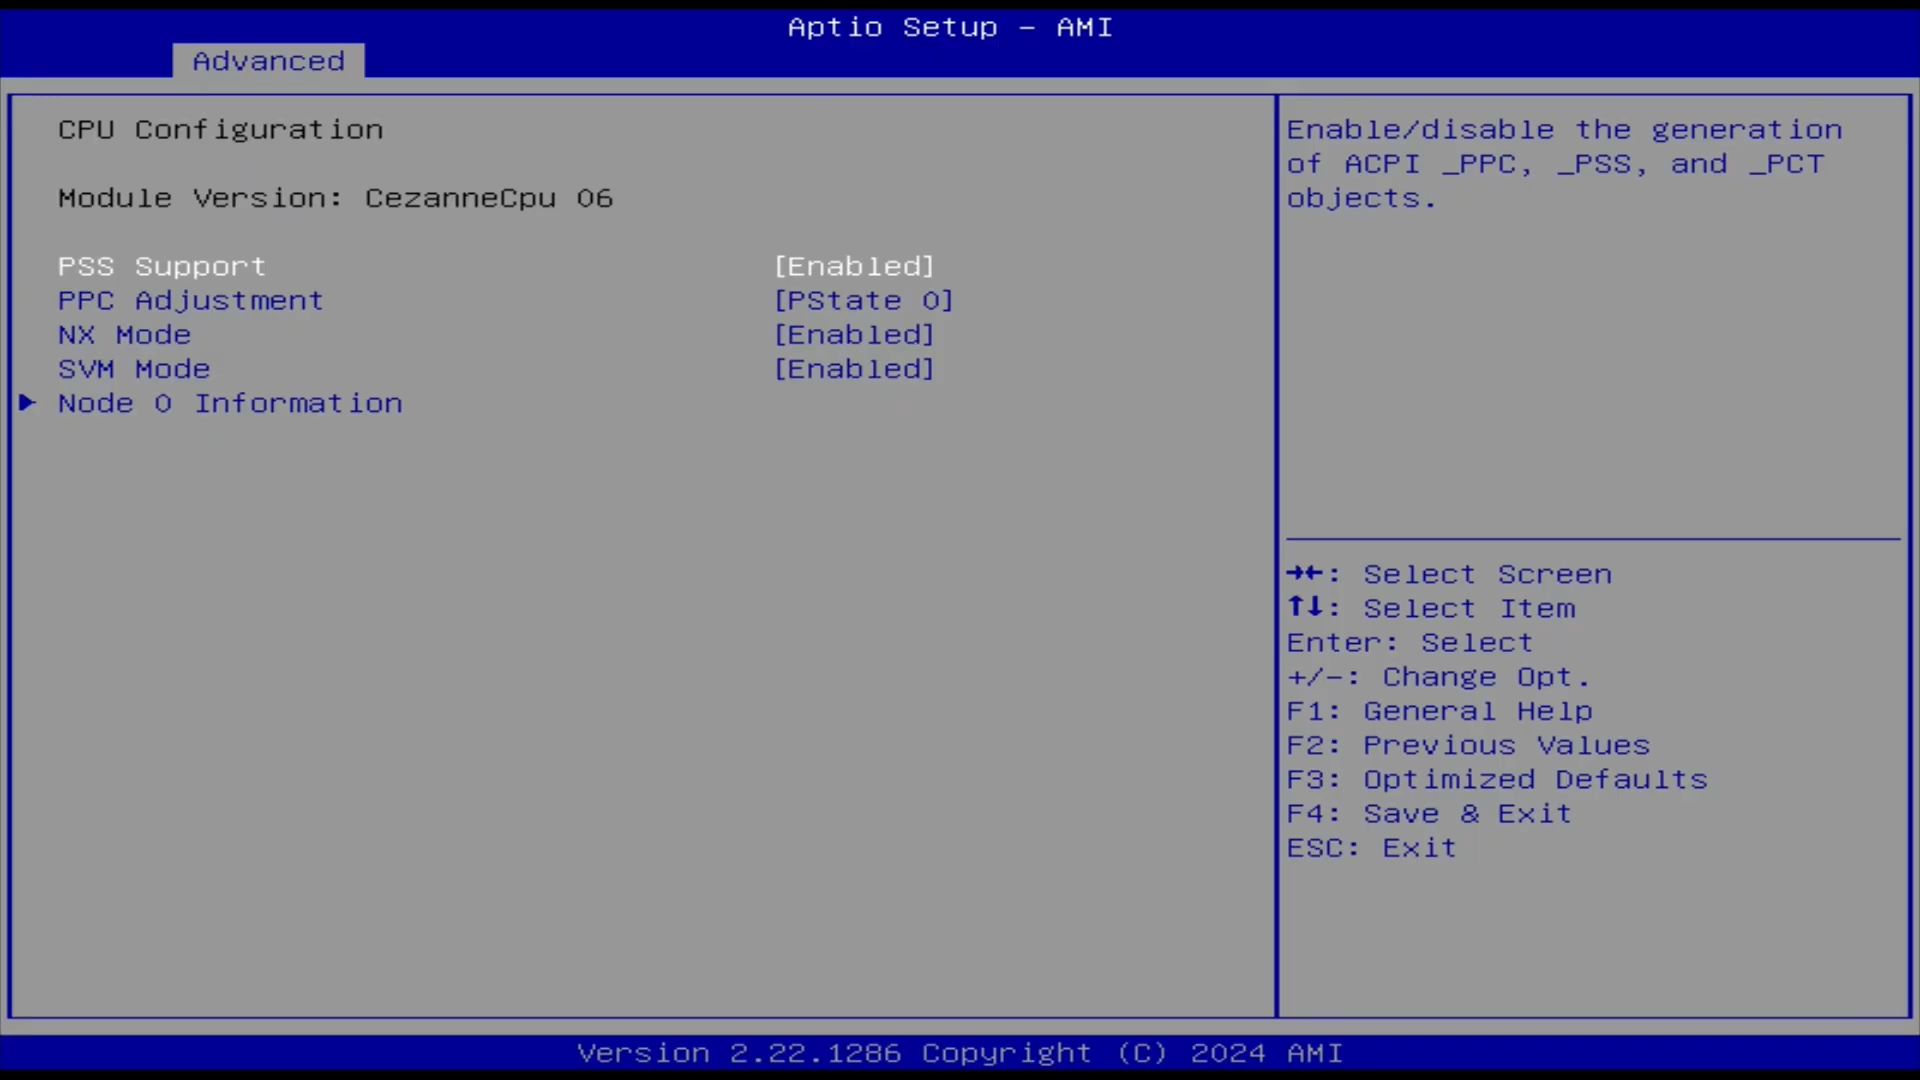 Aptio Setup - AMI
Advanced
CPU Configuration
Module Version: CezanneCpu 06
PSS Support [Enabled]
PPC Adjustment [PState 0]
NX Mode [Enabled]
SVM Mode [Enabled]
Node 0 Information
Enable/disable the generation
of ACPI _PPC, _PSS, and _PCT
objects.
→←: Select Screen
↑↓: Select Item
Enter: Select
+/-: Change Opt.
F1: General Help
F2: Previous Values
F3: Optimized Defaults
F4: Save & Exit
ESC: Exit
Version 2.22.1286 Copyright (C) 2024 AMI